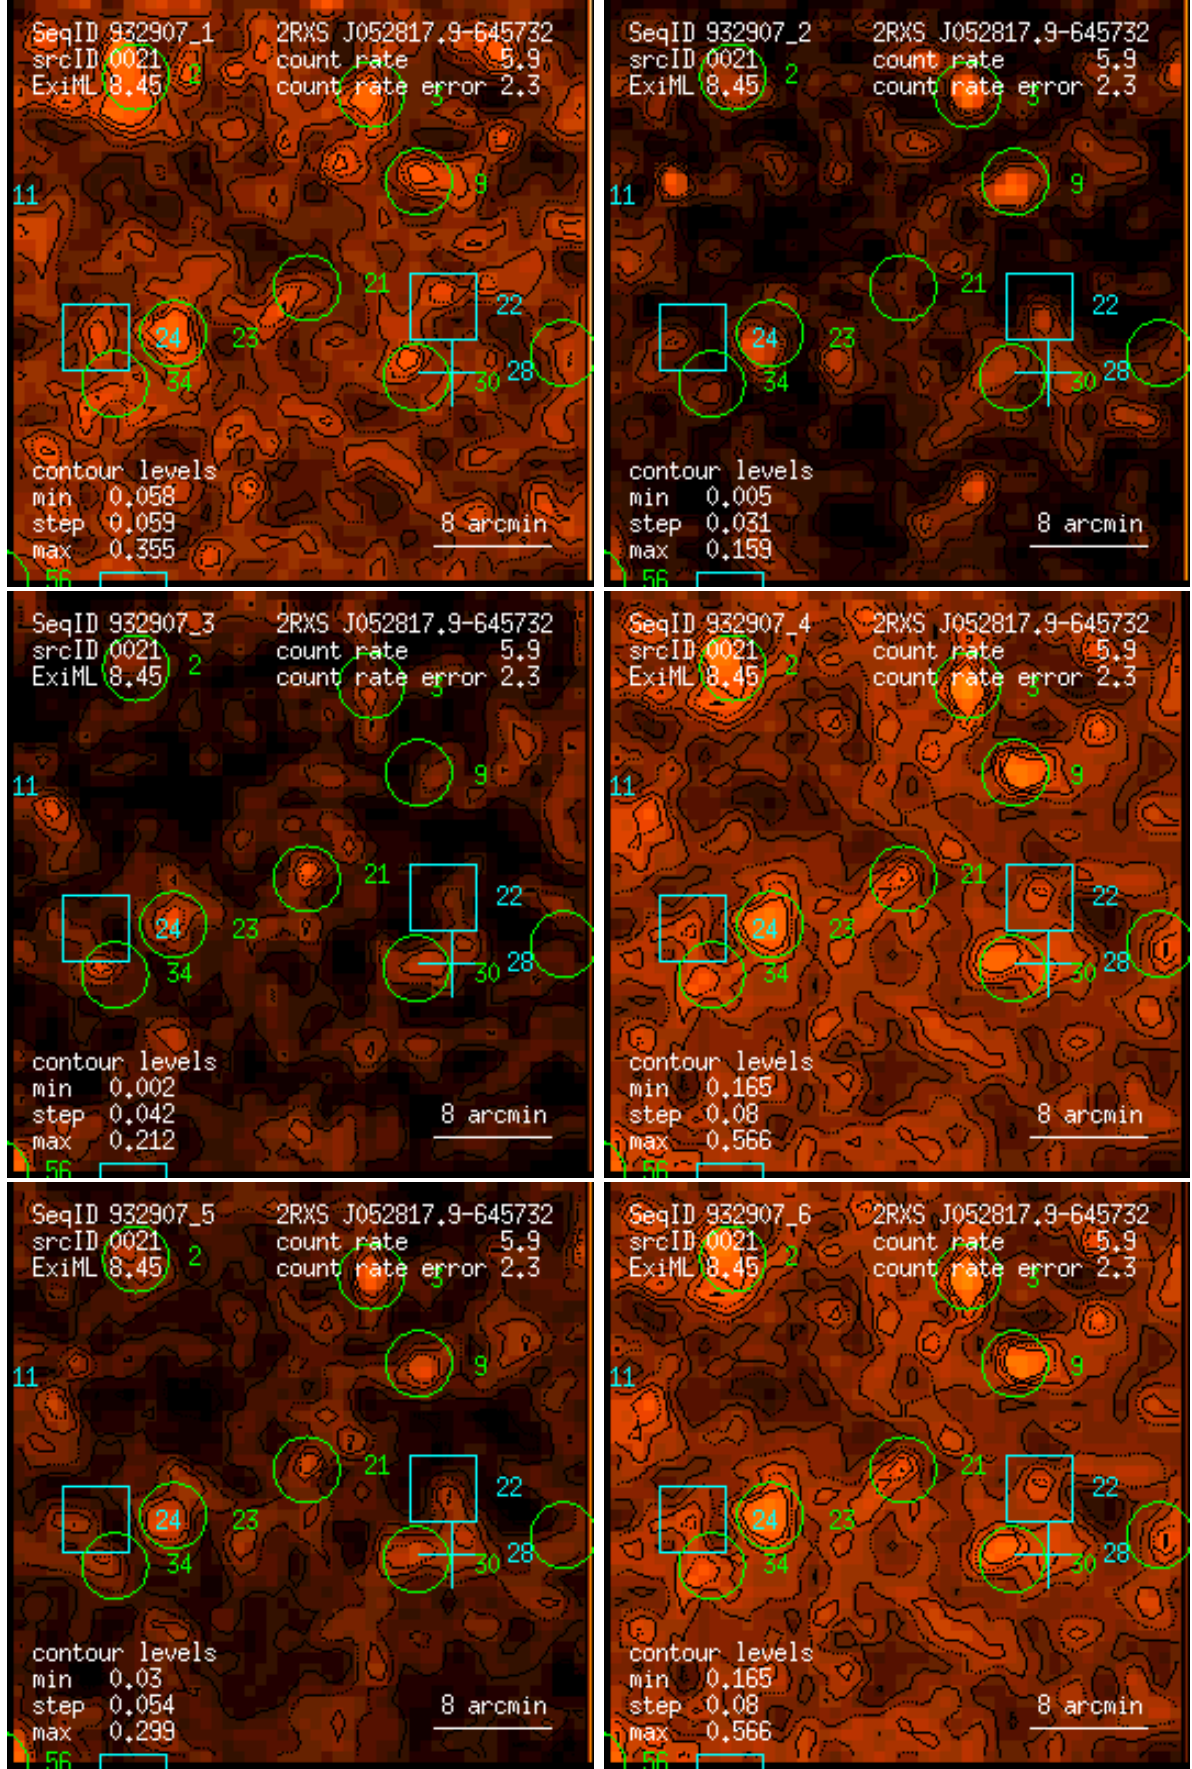 SeqID 932907_1 2RXS J052817.9-645732
srcID 0021 count rate 5.9
ExiML 8.45 count rate error 2.3
2
3
9
11
21
22
24 23
34 30 28
contour levels
min 0.058
step 0.059 8 arcmin
max 0.355
56
SeqID 932907_2 2RXS J052817.9-645732
srcID 0021 count rate 5.9
ExiML 8.45 count rate error 2.3
2
3
9
11
21
22
24 23
34 30 28
contour levels
min 0.005
step 0.031 8 arcmin
max 0.159
56
SeqID 932907_3 2RXS J052817.9-645732
srcID 0021 count rate 5.9
ExiML 8.45 count rate error 2.3
2
3
9
11
21
22
24 23
34 30 28
contour levels
min 0.002
step 0.042 8 arcmin
max 0.212
56
SeqID 932907_4 2RXS J052817.9-645732
srcID 0021 count rate 5.9
ExiML 8.45 count rate error 2.3
2
3
9
11
21
22
24 23
34 30 28
contour levels
min 0.165
step 0.08 8 arcmin
max 0.566
56
SeqID 932907_5 2RXS J052817.9-645732
srcID 0021 count rate 5.9
ExiML 8.45 count rate error 2.3
2
3
9
11
21
22
24 23
34 30 28
contour levels
min 0.03
step 0.054 8 arcmin
max 0.299
56
SeqID 932907_6 2RXS J052817.9-645732
srcID 0021 count rate 5.9
ExiML 8.45 count rate error 2.3
2
3
9
11
21
22
24 23
34 30 28
contour levels
min 0.165
step 0.08 8 arcmin
max 0.566
56